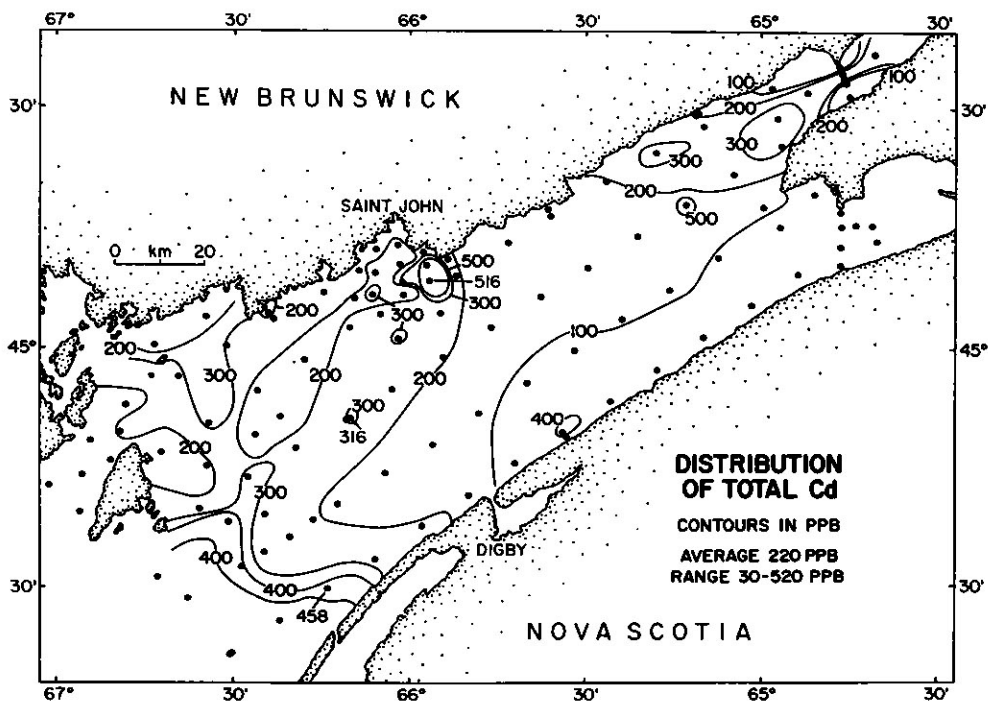 67° 30' 66° 30' 65° 30'
NEW BRUNSWICK
100
100
30'
30'
200
200
300
300
200
SAINT JOHN
500
0 km 20
500
516
200
300
300
200
100
45°
45°
300
200
200
300
316
400
200
DISTRIBUTION
OF TOTAL Cd
300
CONTOURS IN PPB
DIGBY
AVERAGE 220 PPB
400
RANGE 30-520 PPB
30'
400
30'
458
NOVA SCOTIA
67° 30' 66° 30' 65° 30'